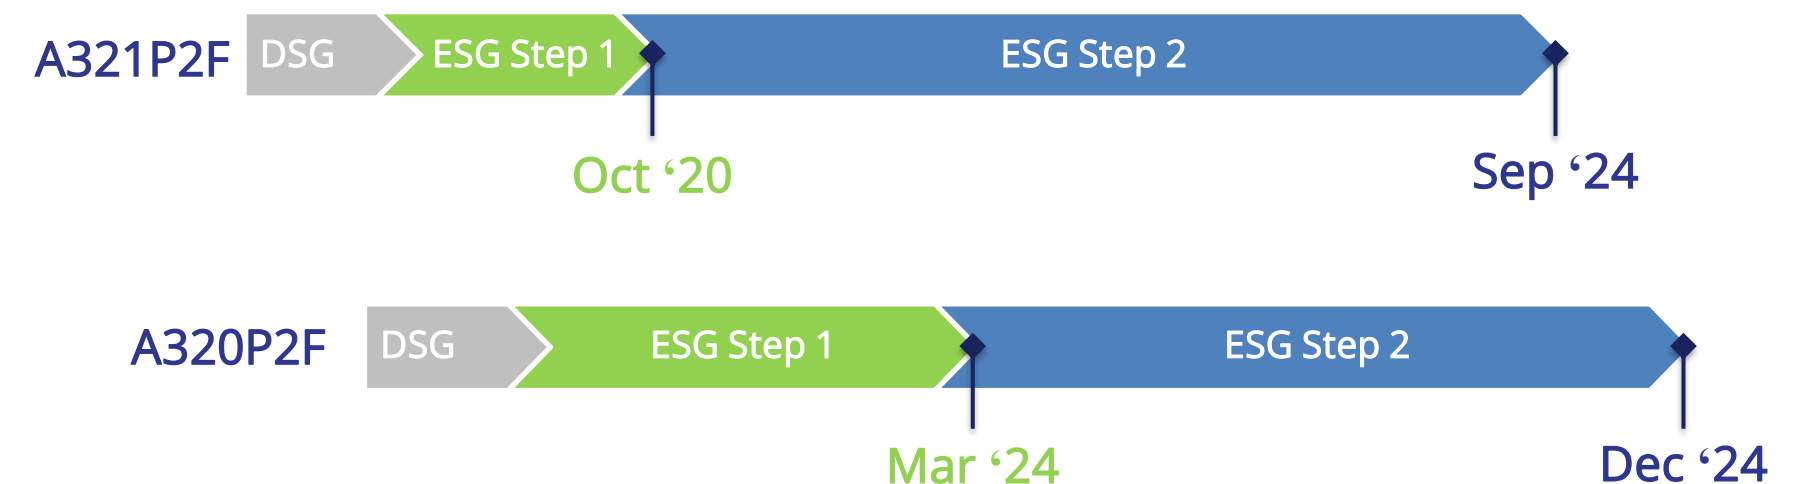 A321P2F
DSG
ESG Step 1
ESG Step 2
Oct ‘20
Sep ‘24
A320P2F
DSG
ESG Step 1
ESG Step 2
Mar ‘24
Dec ‘24